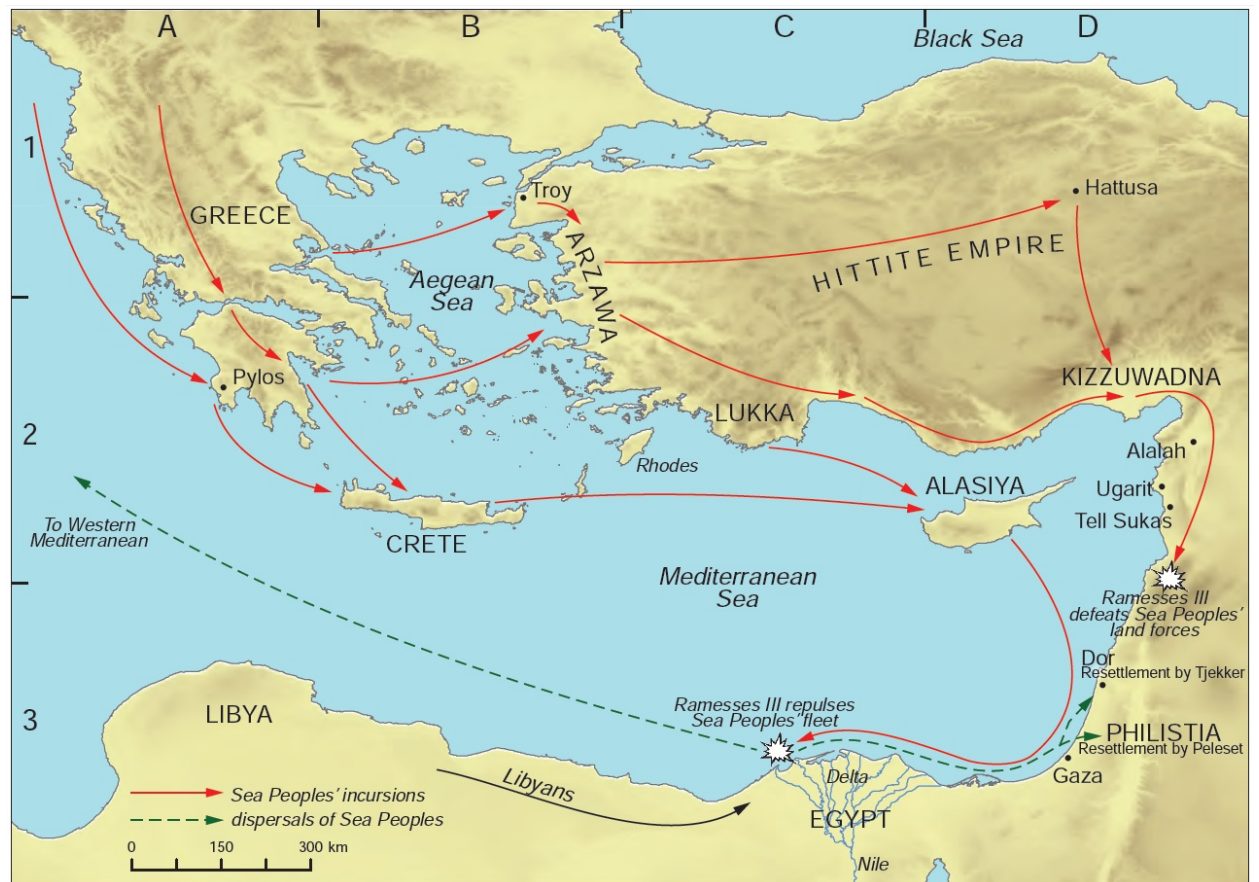 A
B
C
D
Black Sea
1
Troy
Hattusa
GREECE
ARZAWA
HITTITE EMPIRE
Aegean
Sea
Pylos
KIZZUWADNA
LUKKA
2
Rhodes
Alalah
ALASIYA
Ugarit
Tell Sukas
To Western
Mediterranean
CRETE
Mediterranean
Sea
Ramesses III
defeats Sea Peoples'
land forces
Dor
Resettlement by Tjekker
3
LIBYA
Ramesses III repulses
Sea Peoples' fleet
PHILISTIA
Resettlement by Peleset
Gaza
Libyans
Delta
EGYPT
Nile
Sea Peoples' incursions
dispersals of Sea Peoples
0 150 300 km